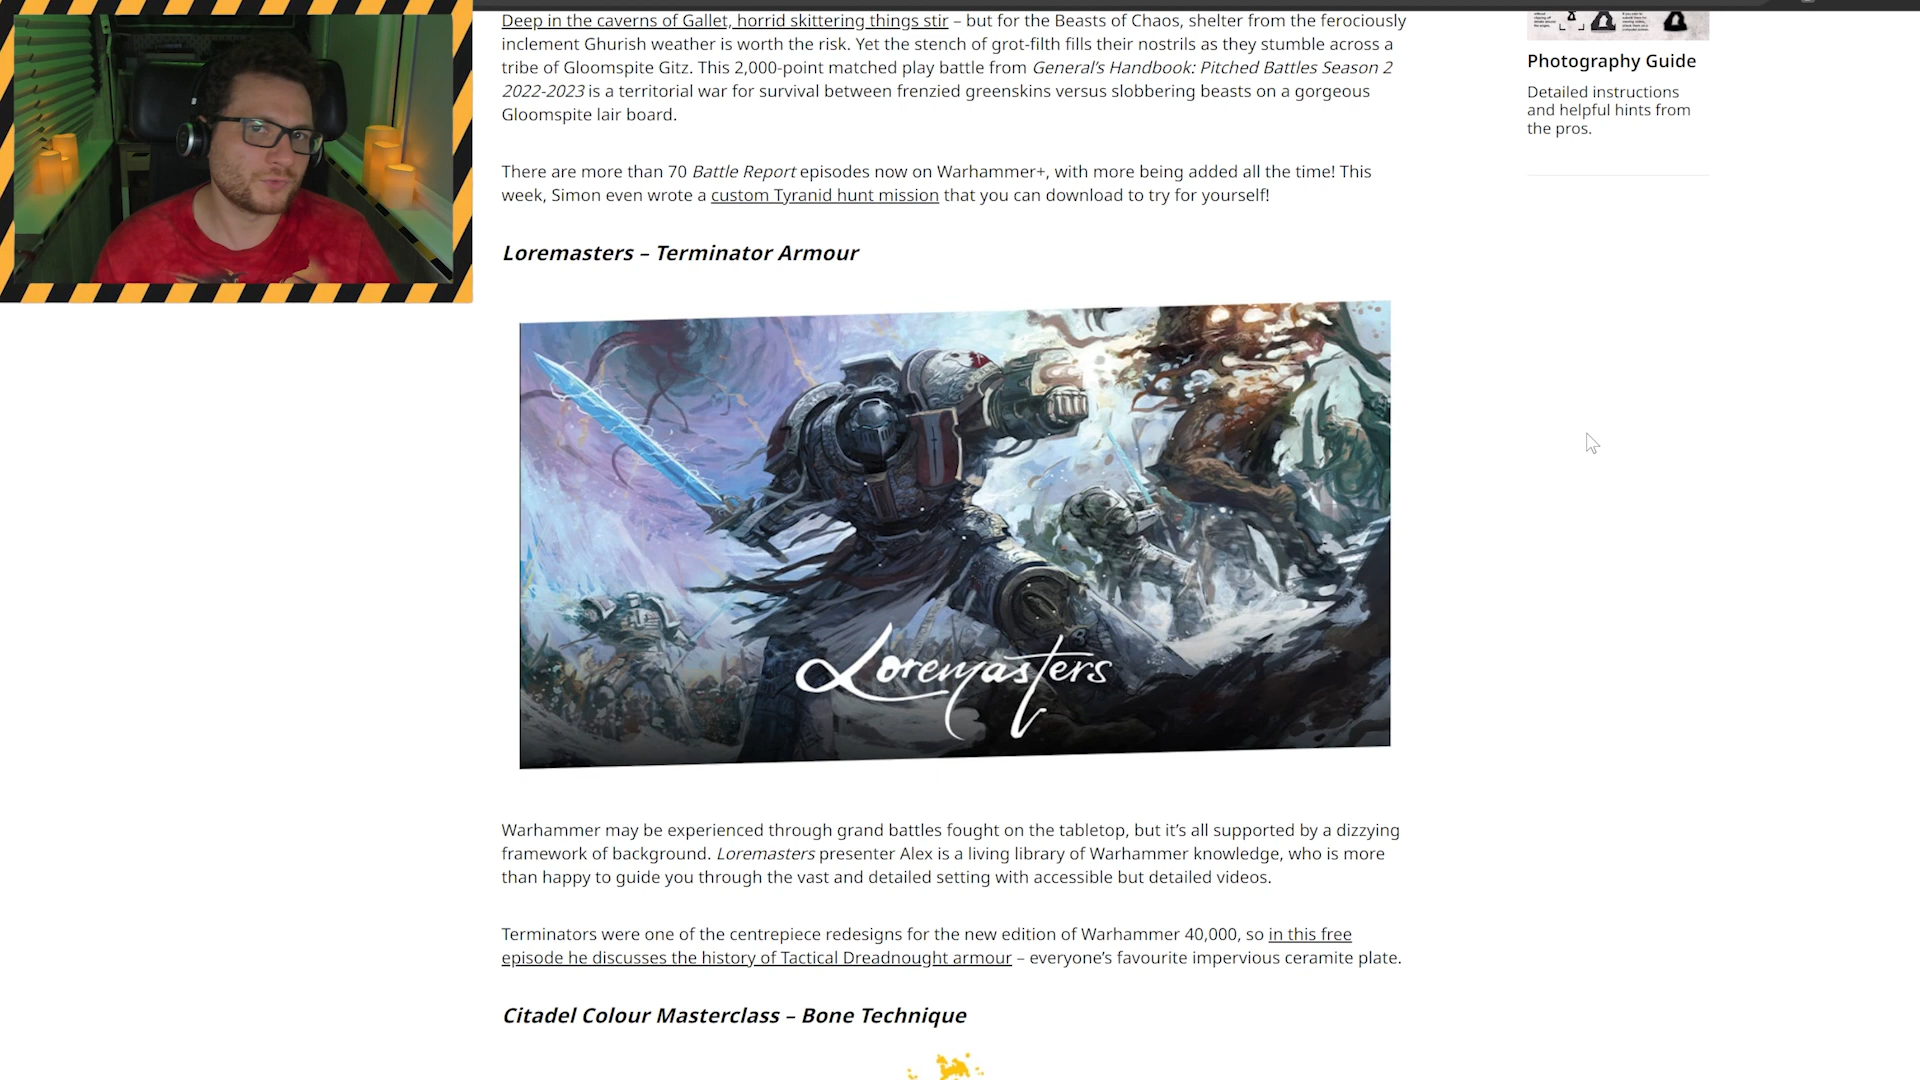 Deep in the caverns of Gallet, horrid skittering things stir – but for the Beasts of Chaos, shelter from the ferociously
inclement Ghurish weather is worth the risk. Yet the stench of grot-filth fills their nostrils as they stumble across a
tribe of Gloomspite Gitz. This 2,000-point matched play battle from General’s Handbook: Pitched Battles Season 2
2022-2023 is a territorial war for survival between frenzied greenskins versus slobbering beasts on a gorgeous
Gloomspite lair board.
There are more than 70 Battle Report episodes now on Warhammer+, with more being added all the time! This
week, Simon even wrote a custom Tyranid hunt mission that you can download to try for yourself!
Loremasters – Terminator Armour
Loremasters
Warhammer may be experienced through grand battles fought on the tabletop, but it’s all supported by a dizzying
framework of background. Loremasters presenter Alex is a living library of Warhammer knowledge, who is more
than happy to guide you through the vast and detailed setting with accessible but detailed videos.
Terminators were one of the centrepiece redesigns for the new edition of Warhammer 40,000, so in this free
episode he discusses the history of Tactical Dreadnought armour – everyone’s favourite impervious ceramite plate.
Citadel Colour Masterclass – Bone Technique
Photography Guide
Detailed instructions
and helpful hints from
the pros.